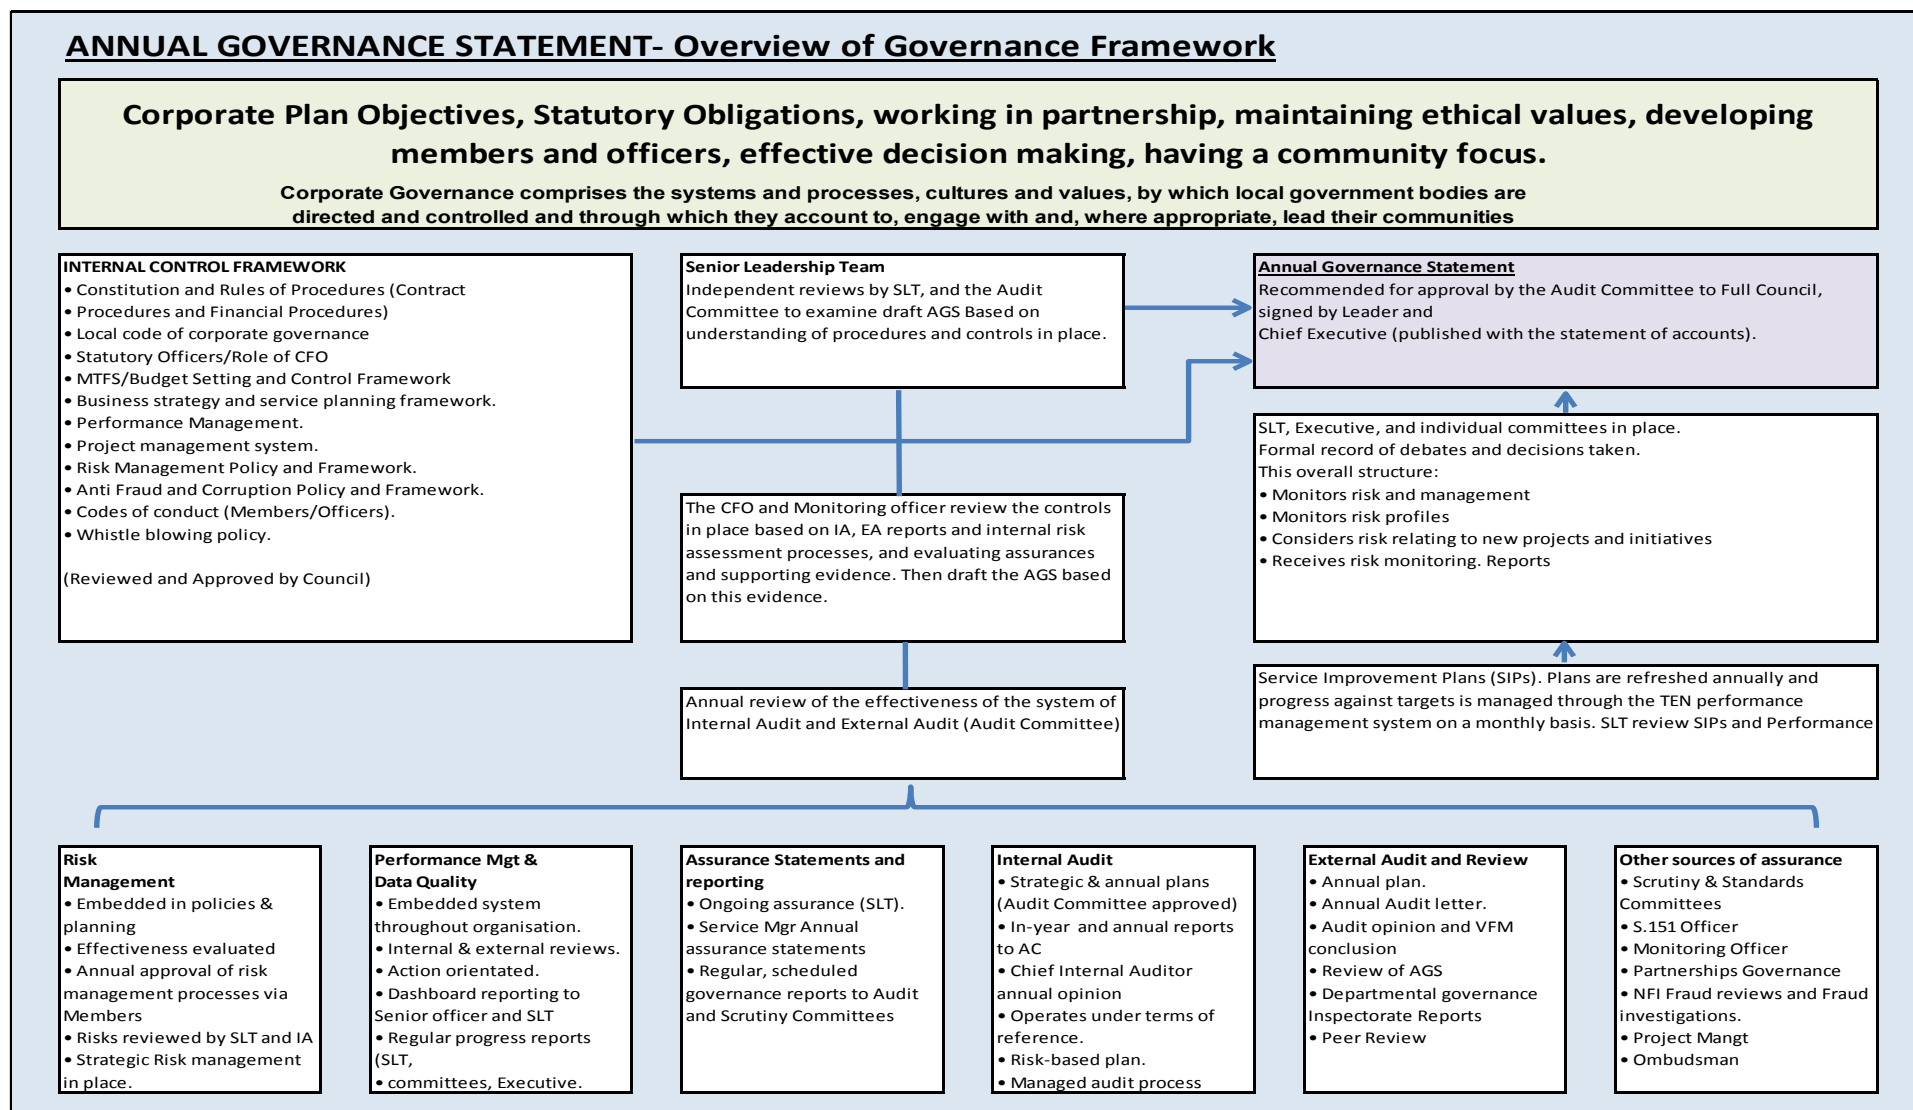 ANNUAL GOVERNANCE STATEMENT- Overview of Governance Framework
Corporate Plan Objectives, Statutory Obligations, working in partnership, maintaining ethical values, developing
members and officers, effective decision making, having a community focus.
Corporate Governance comprises the systems and processes, cultures and values, by which local government bodies are
directed and controlled and through which they account to, engage with and, where appropriate, lead their communities
INTERNAL CONTROL FRAMEWORK
• Constitution and Rules of Procedures (Contract
• Procedures and Financial Procedures)
• Local code of corporate governance
• Statutory Officers/Role of CFO
• MTFS/Budget Setting and Control Framework
• Business strategy and service planning framework.
• Performance Management.
• Project management system.
• Risk Management Policy and Framework.
• Anti Fraud and Corruption Policy and Framework.
• Codes of conduct (Members/Officers).
• Whistle blowing policy.
(Reviewed and Approved by Council)
Senior Leadership Team
Independent reviews by SLT, and the Audit
Committee to examine draft AGS Based on
understanding of procedures and controls in place.
Annual Governance Statement
Recommended for approval by the Audit Committee to Full Council,
signed by Leader and
Chief Executive (published with the statement of accounts).
SLT, Executive, and individual committees in place.
Formal record of debates and decisions taken.
This overall structure:
• Monitors risk and management
• Monitors risk profiles
• Considers risk relating to new projects and initiatives
• Receives risk monitoring. Reports
The CFO and Monitoring officer review the controls
in place based on IA, EA reports and internal risk
assessment processes, and evaluating assurances
and supporting evidence. Then draft the AGS based
on this evidence.
Annual review of the effectiveness of the system of
Internal Audit and External Audit (Audit Committee)
Service Improvement Plans (SIPs). Plans are refreshed annually and
progress against targets is managed through the TEN performance
management system on a monthly basis. SLT review SIPs and Performance
Risk
Management
• Embedded in policies &
planning
• Effectiveness evaluated
• Annual approval of risk
management processes via
Members
• Risks reviewed by SLT and IA
• Strategic Risk management
in place.
Performance Mgt &
Data Quality
• Embedded system
throughout organisation.
• Internal & external reviews.
• Action orientated.
• Dashboard reporting to
Senior officer and SLT
• Regular progress reports
(SLT,
• committees, Executive.
Assurance Statements and
reporting
• Ongoing assurance (SLT).
• Service Mgr Annual
assurance statements
• Regular, scheduled
governance reports to Audit
and Scrutiny Committees
Internal Audit
• Strategic & annual plans
(Audit Committee approved)
• In-year and annual reports
to AC
• Chief Internal Auditor
annual opinion
• Operates under terms of
reference.
• Risk-based plan.
• Managed audit process
External Audit and Review
• Annual plan.
• Annual Audit letter.
• Audit opinion and VFM
conclusion
• Review of AGS
• Departmental governance
Inspectorate Reports
• Peer Review
Other sources of assurance
• Scrutiny & Standards
Committees
• S.151 Officer
• Monitoring Officer
• Partnerships Governance
• NFI Fraud reviews and Fraud
investigations.
• Project Mangt
• Ombudsman